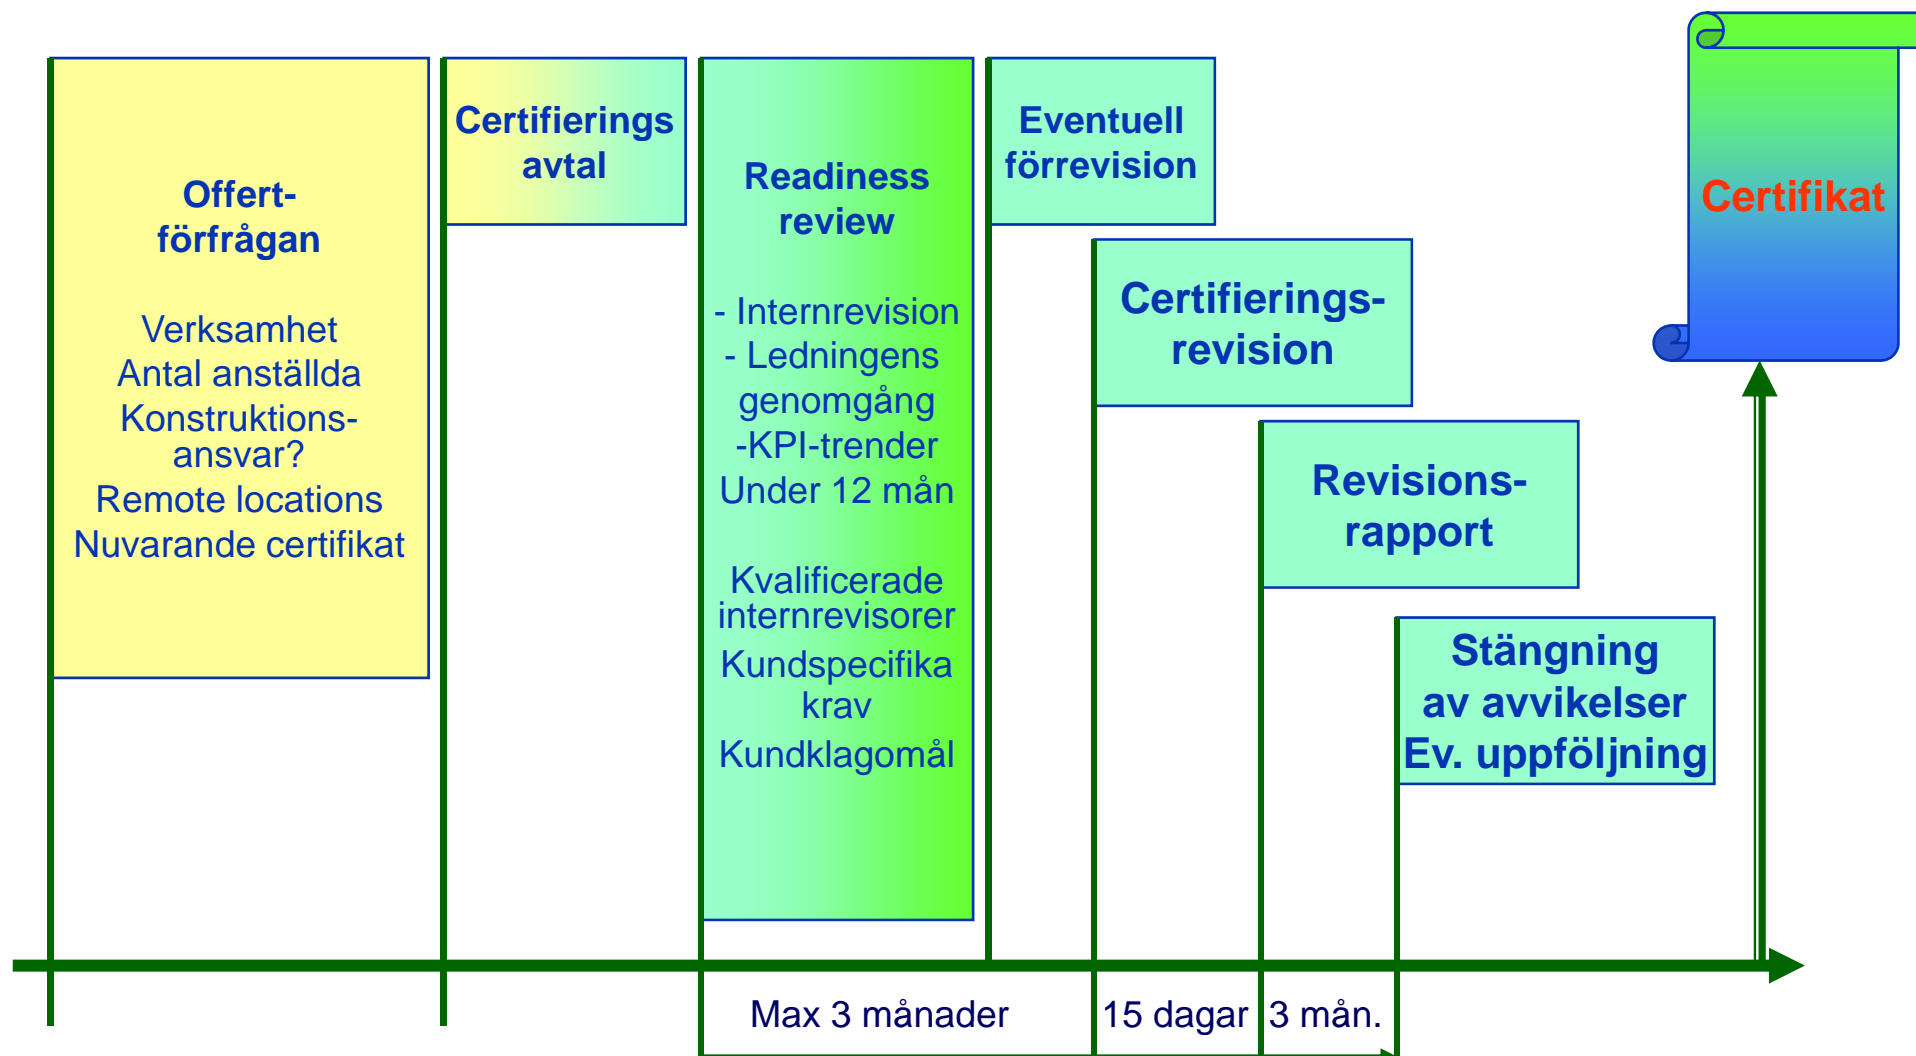 Offert-
förfrågan
Verksamhet
Antal anställda
Konstruktions-
ansvar?
Remote locations
Nuvarande certifikat
Certifierings
avtal
Readiness
review
- Internrevision
- Ledningens
genomgång
-KPI-trender
Under 12 mån
Kvalificerade
internrevisorer
Kundspecifika
krav
Kundklagomål
Eventuell
förrevision
Certifierings-
revision
Revisions-
rapport
Stängning
av avvikelser
Ev. uppföljning
Certifikat
Max 3 månader
15 dagar
3 mån.